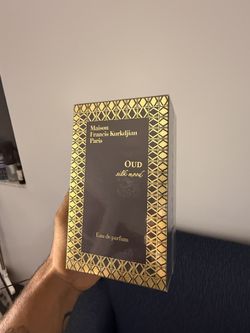 Maison
Francis Kurkdjian
Paris
OUD
silk mood
Eau de parfum